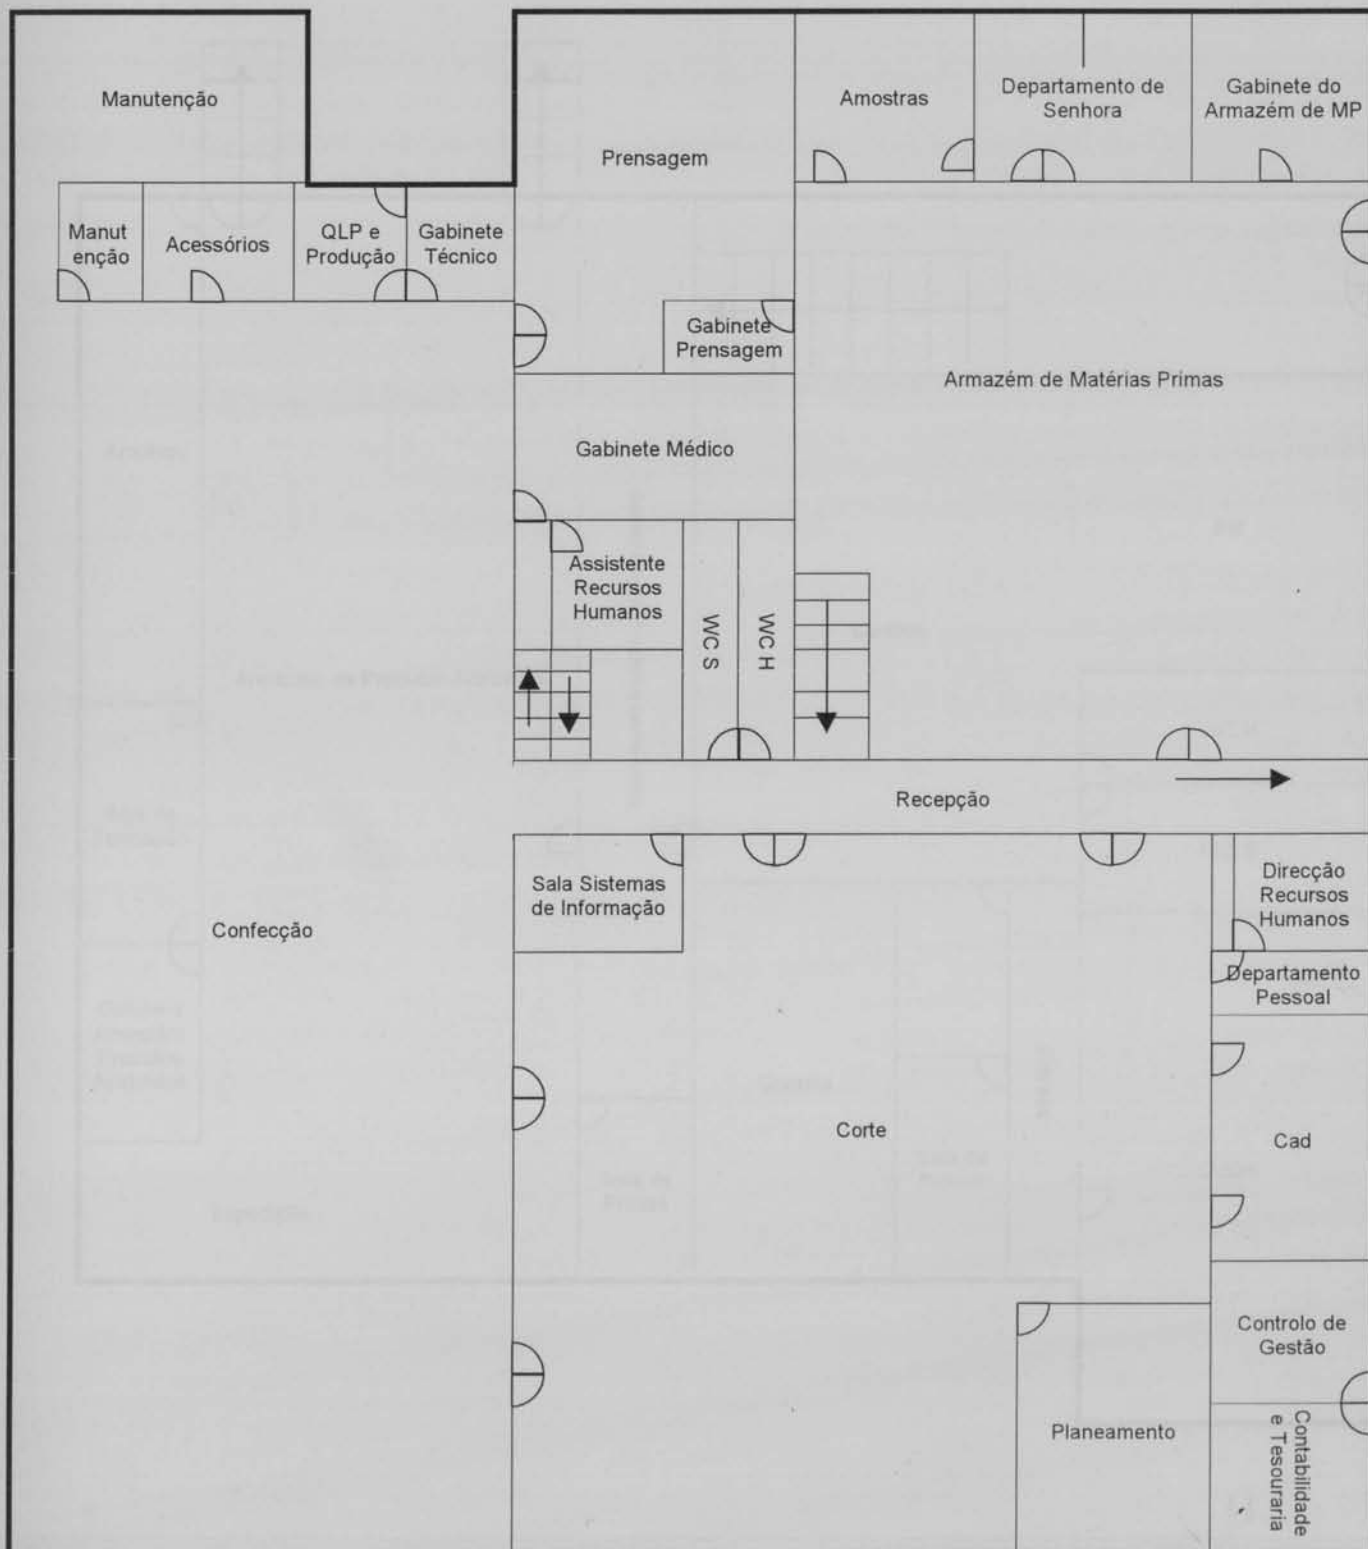 Manutenção
Prensagem
Amostras
Departamento de
Senhora
Gabinete do
Armazém de MP
Manut
enção
Acessórios
QLP e
Produção
Gabinete
Técnico
Gabinete
Prensagem
Armazém de Matérias Primas
Gabinete Médico
Assistente
Recursos
Humanos
WC S
WC H
Recepção
Sala Sistemas
de Informação
Direcção
Recursos
Humanos
Confecção
Departamento
Pessoal
Corte
Cad
Controlo de
Gestão
Planeamento
Contabilidade
e Tesouraria